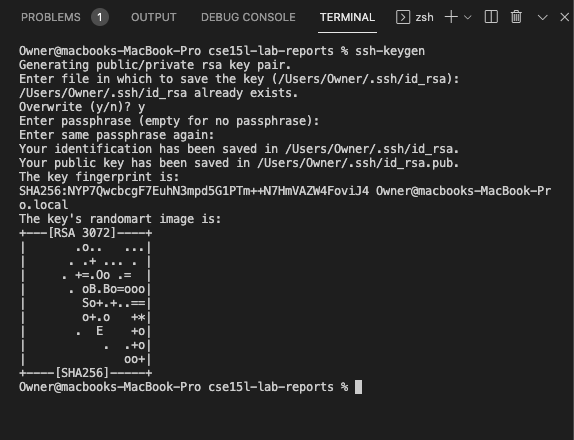 PROBLEMS 1 OUTPUT DEBUG CONSOLE TERMINAL zsh
Owner@macbooks-MacBook-Pro cse15l-lab-reports % ssh-keygen
Generating public/private rsa key pair.
Enter file in which to save the key (/Users/Owner/.ssh/id_rsa):
/Users/Owner/.ssh/id_rsa already exists.
Overwrite (y/n)? y
Enter passphrase (empty for no passphrase):
Enter same passphrase again:
Your identification has been saved in /Users/Owner/.ssh/id_rsa.
Your public key has been saved in /Users/Owner/.ssh/id_rsa.pub.
The key fingerprint is:
SHA256:NYP7QwcbcgF7EuhN3mpd5G1PTm++N7HmVAZW4FoviJ4 Owner@macbooks-MacBook-Pr
o.local
The key's randomart image is:
+---[RSA 3072]----+
|       .o..   ...|
|      . .+ ... . |
|     . +=.Oo .=  |
|      . oB.Bo=ooo|
|        So+.+..==|
|        o+.o   +*|
|       .  E    +o|
|           .  .+o|
|              oo+|
+----[SHA256]-----+
Owner@macbooks-MacBook-Pro cse15l-lab-reports %